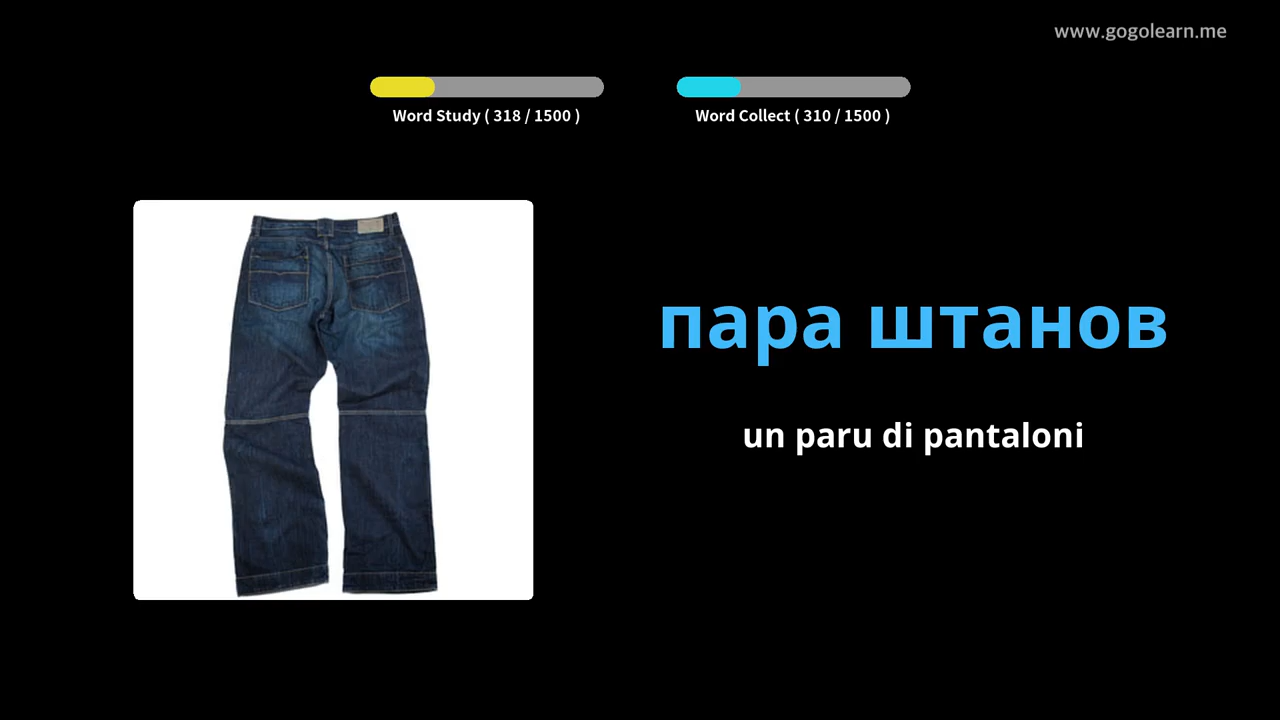 www.gogolearn.me
Word Study ( 318 / 1500 )
Word Collect ( 310 / 1500 )
пара штанов
un paru di pantaloni